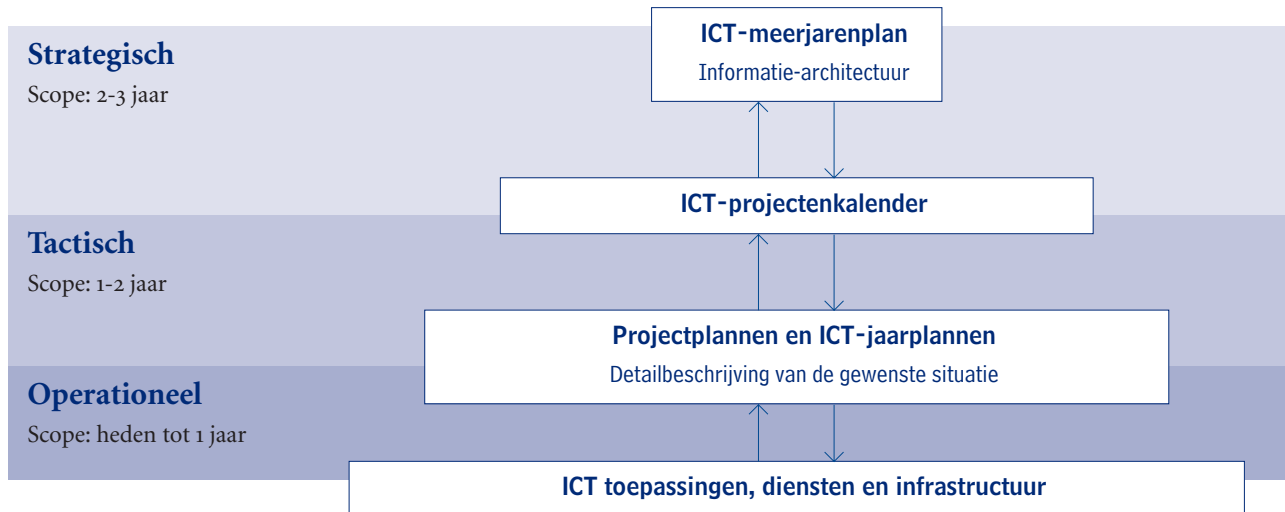 ICT-meerjarenplan
Informatie-architectuur
Strategisch
Scope: 2-3 jaar
ICT-projectenkalender
Tactisch
Scope: 1-2 jaar
Projectplannen en ICT-jaarplannen
Detailbeschrijving van de gewenste situatie
Operationeel
Scope: heden tot 1 jaar
ICT toepassingen, diensten en infrastructuur